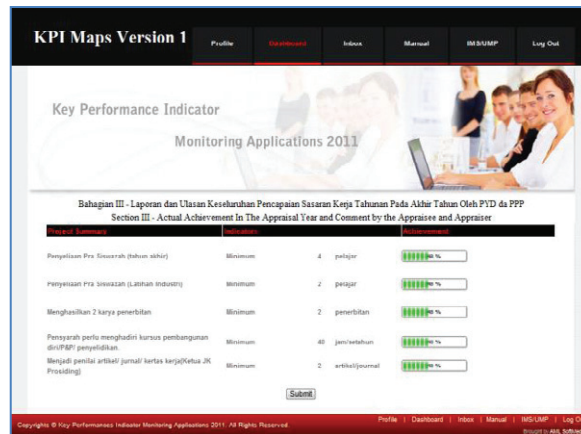 KPI Maps Version 1
Profile Dashboard Inbox Manual IMS/UMP Log Out
Key Performance Indicator
Monitoring Applications 2011
Bahagian III - Laporan dan Ulasan Keseluruhan Pencapaian Sasaran Kerja Tahunan Pada Akhir Tahun Oleh PYD da PPP
Section III - Actual Achievement In The Appraisal Year and Comment by the Appraisee and Appraiser
Project Summary Indicators Achievement
Penyeliaan Pra Siswazah (tahun akhir) Minimum 4 pelajar %
Penyeliaan Pra Siswazah (Latihan Industri) Minimum 2 pelajar %
Menghasilkan 2 karya penerbitan Minimum 2 penerbitan %
Pensyarah perlu menghadiri kursus pembangunan
diri/P&P/ penyelidikan. Minimum 40 jam/setahun %
Menjadi penilai artikel/ jurnal/ kertas kerja(Ketua JK
Prosiding) Minimum 2 artikel/journal %
Submit
Profile | Dashboard | Inbox | Manual | IMS/UMP | Log O
Copyrights © Key Performances Indicator Monitoring Applications 2011. All Rights Reserved.